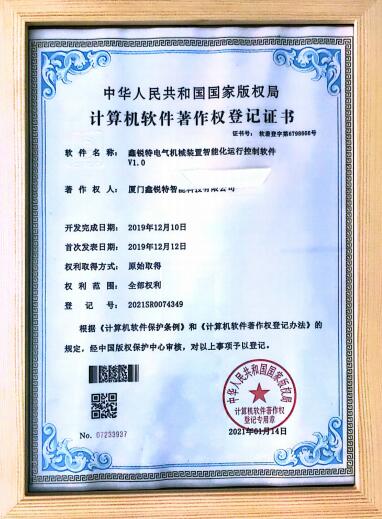 中华人民共和国国家版权局
计算机软件著作权登记证书
证书号： 软著登字第6798666号
软件名称： 鑫锐特电气机械装置智能化运行控制软件
V1.0
著作权人： 厦门鑫锐特智能科技有限公司
开发完成日期： 2019年12月10日
首次发表日期： 2019年12月12日
权利取得方式： 原始取得
权利范围： 全部权利
登记号： 2021SR0074349
根据《计算机软件保护条例》和《计算机软件著作权登记办法》的
规定，经中国版权保护中心审核，对以上事项予以登记。
中华人民共和国国家版权局
计算机软件著作权
登记专用章
No. 07233937
2021年01月14日